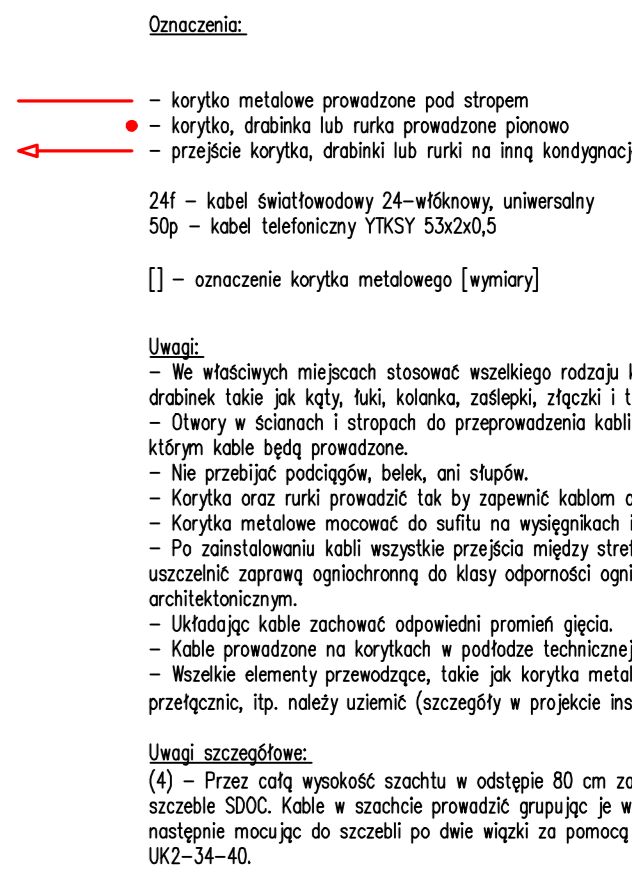 Oznaczenia:
– korytko metalowe prowadzone pod stropem
– korytko, drabinka lub rurka prowadzone pionowo
– przejście korytka, drabinki lub rurki na inną kondygnacj
24f – kabel światłowodowy 24–włóknowy, uniwersalny
50p – kabel telefoniczny YTKSY 53x2x0,5
[] – oznaczenie korytka metalowego [wymiary]
Uwagi:
– We właściwych miejscach stosować wszelkiego rodzaju k
drabinek takie jak kąty, łuki, kolanka, zaślepki, złączki i t
– Otwory w ścianach i stropach do przeprowadzenia kabli
którym kable będą prowadzone.
– Nie przebijać podciągów, belek, ani słupów.
– Korytka oraz rurki prowadzić tak by zapewnić kablom
– Korytka metalowe mocować do sufitu na wysięgnikach i
– Po zainstalowaniu kabli wszystkie przejścia między stref
uszczelnić zaprawą ogniochronną do klasy odporności ogni
architektonicznym.
– Układając kable zachować odpowiedni promień gięcia.
– Kable prowadzone na korytkach w podłodze technicznej
– Wszelkie elementy przewodzące, takie jak korytka metal
przełącznic, itp. należy uziemić (szczegóły w projekcie ins
Uwagi szczegółowe:
(4) – Przez całą wysokość szachtu w odstępie 80 cm za
szczeble SDOC. Kable w szachcie prowadzić grupując je w
następnie mocując do szczebli po dwie wiązki za pomocą
UK2–34–40.